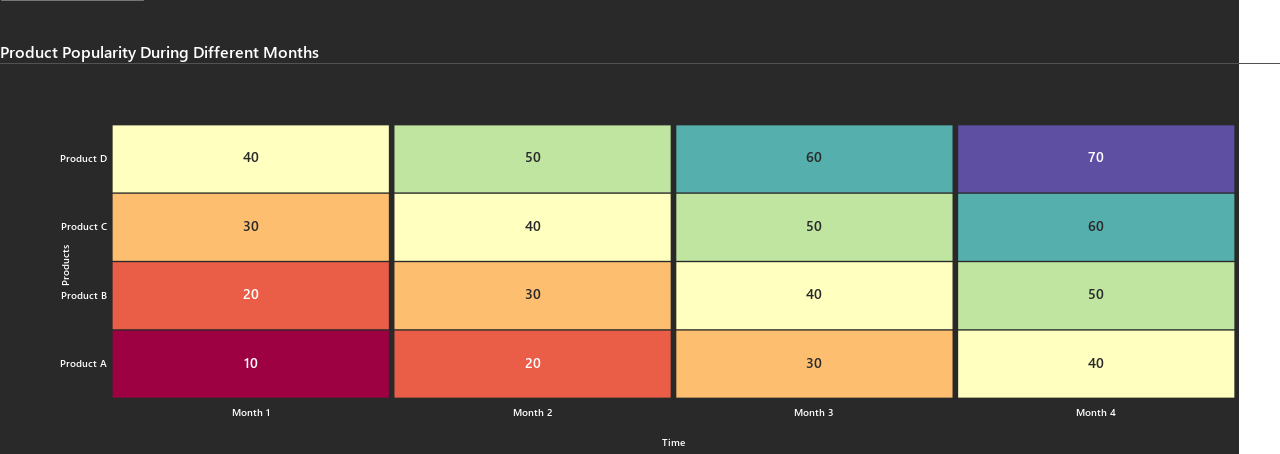 Product Popularity During Different Months
Product D
40
50
60
70
Product C
30
40
50
60
Products
Product B
20
30
40
50
Product A
10
20
30
40
Month 1
Month 2
Month 3
Month 4
Time